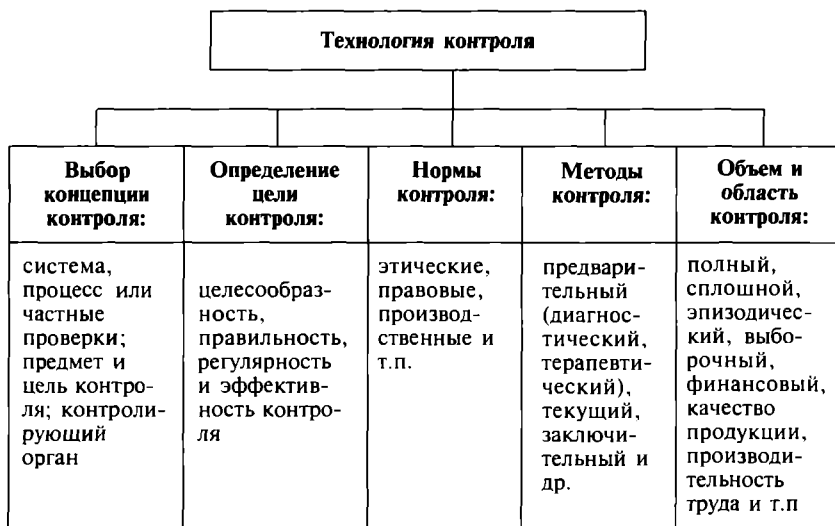 Технология контроля
Выбор
концепции
контроля:
система,
процесс или
частные
проверки;
предмет и
цель контро-
ля; контроли-
рующий
орган
Определение
цели
контроля:
целесообраз-
ность,
правильность,
регулярность
и эффектив-
ность контро-
ля
Нормы
контроля:
этические,
правовые,
производ-
ственные и
т.п.
Методы
контроля:
предвари-
тельный
(диагнос-
тический,
терапевти-
ческий),
текущий,
заключи-
тельный и
др.
Объем и
область
контроля:
полный,
сплошной,
эпизодичес-
кий, выбо-
рочный,
финансовый,
качество
продукции,
производи-
тельность
труда и т.п